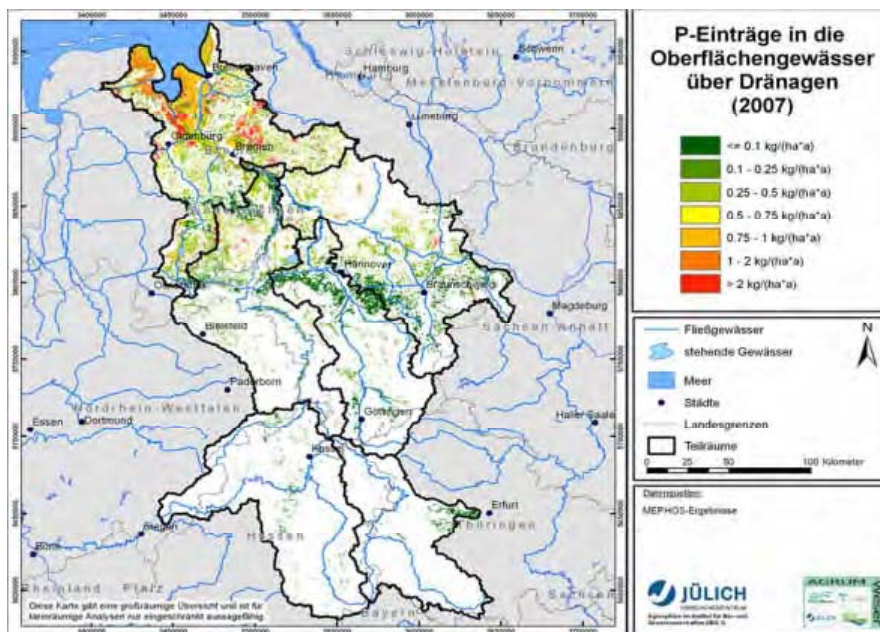 P-Einträge in die
Oberflächengewässer
über Dränagen
(2007)
<= 0.1 kg/(ha*a)
0.1 - 0.25 kg/(ha*a)
0.25 - 0.5 kg/(ha*a)
0.5 - 0.75 kg/(ha*a)
0.75 - 1 kg/(ha*a)
1 - 2 kg/(ha*a)
> 2 kg/(ha*a)
Fließgewässer
stehende Gewässer
Meer
Städte
Landesgrenzen
Teilräume
N
0 12,5 25 50 75 100 Kilometer
Datenquellen:
MEPHOS-Ergebnisse
JÜLICH
FORSCHUNGSZENTRUM
Schleswig-Holstein
Schwerin
Bremerhaven
Hamburg
Mecklenburg-Vorpommern
Lüneburg
Oldenburg
Bremen
Brandenburg
Hannover
Braunschweig
Magdeburg
Sachsen-Anhalt
Bielefeld
Paderborn
Nordrhein-Westfalen
Essen
Dortmund
Göttingen
Halle/Saale
Kassel
Erfurt
Thüringen
Siegen
Hessen
Bonn
Rheinland-Pfalz
Sachsen
Bayern
Diese Karte gibt eine großräumige Übersicht und ist für
kleinräumige Analysen nur eingeschränkt aussagefähig.